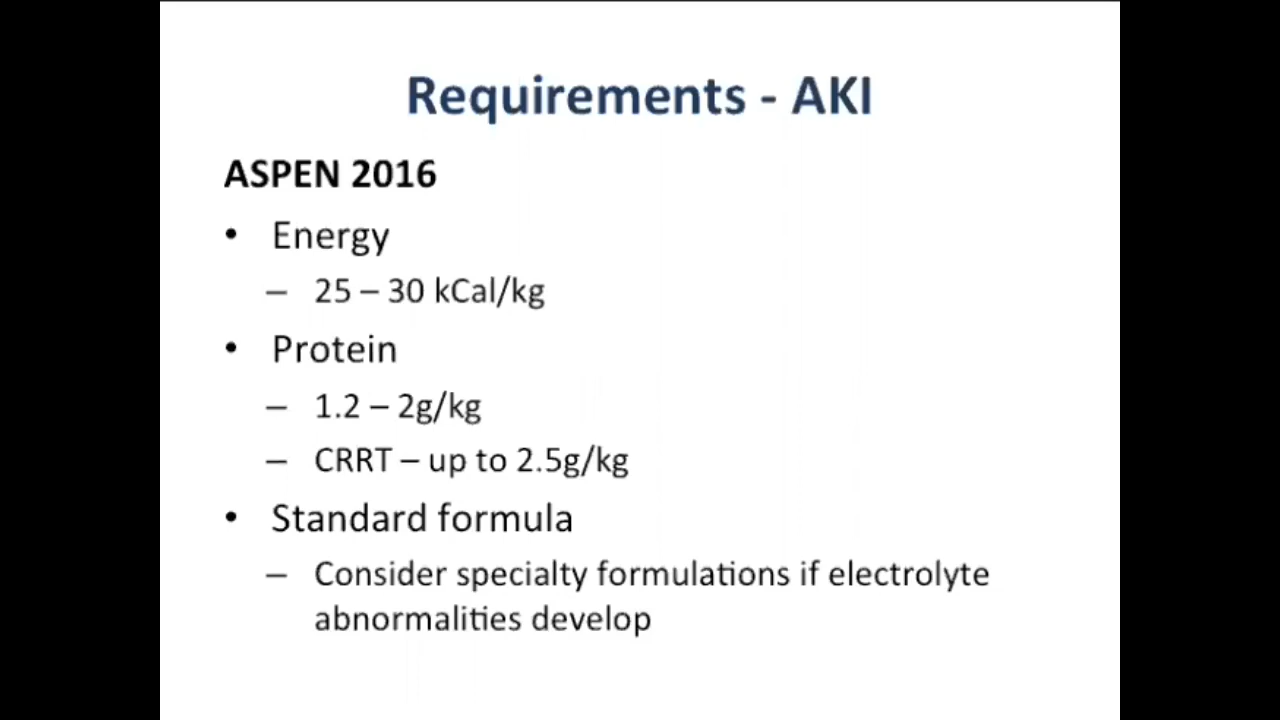 Requirements - AKI
ASPEN 2016
• Energy
– 25 – 30 kCal/kg
• Protein
– 1.2 – 2g/kg
– CRRT – up to 2.5g/kg
• Standard formula
– Consider specialty formulations if electrolyte
abnormalities develop